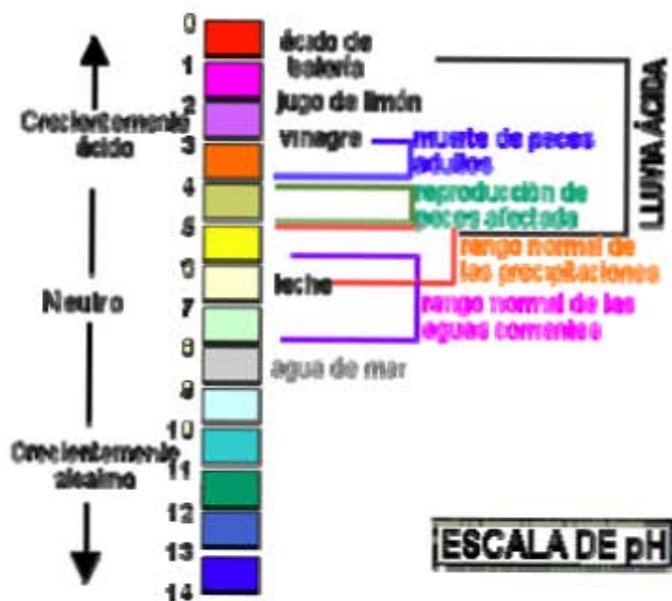 0
1
2
3
4
5
6
7
8
9
10
11
12
13
14
Crecientemente
ácido
Neutro
Crecientemente
alcalino
ácido de
batería
jugo de limón
vinagre
leche
agua de mar
muerte de peces
adultos
reproducción de
peces afectada
rango normal de
las precipitaciones
rango normal de las
aguas corrientes
LLUVIA ÁCIDA
ESCALA DE pH